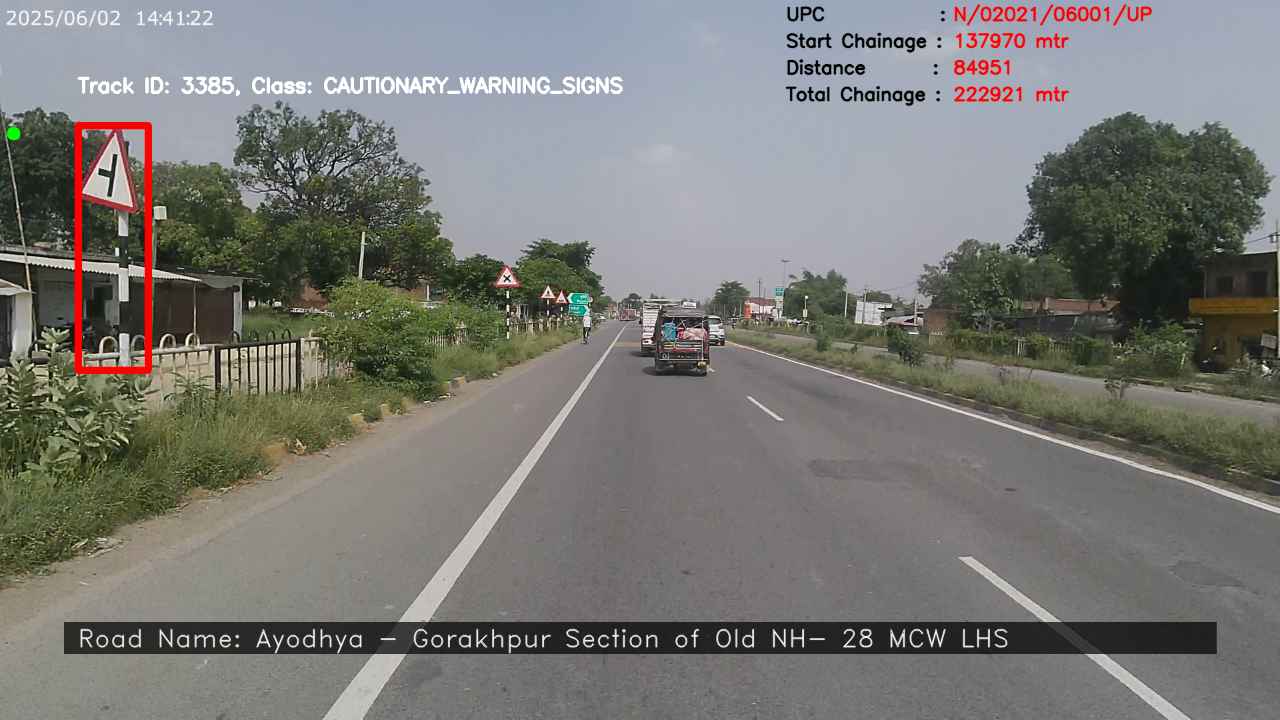 2025/06/02 14:41:22
UPC : N/02021/06001/UP
Start Chainage : 137970 mtr
Distance : 84951
Total Chainage : 222921 mtr
Track ID: 3385, Class: CAUTIONARY_WARNING_SIGNS
Road Name: Ayodhya - Gorakhpur Section of Old NH- 28 MCW LHS